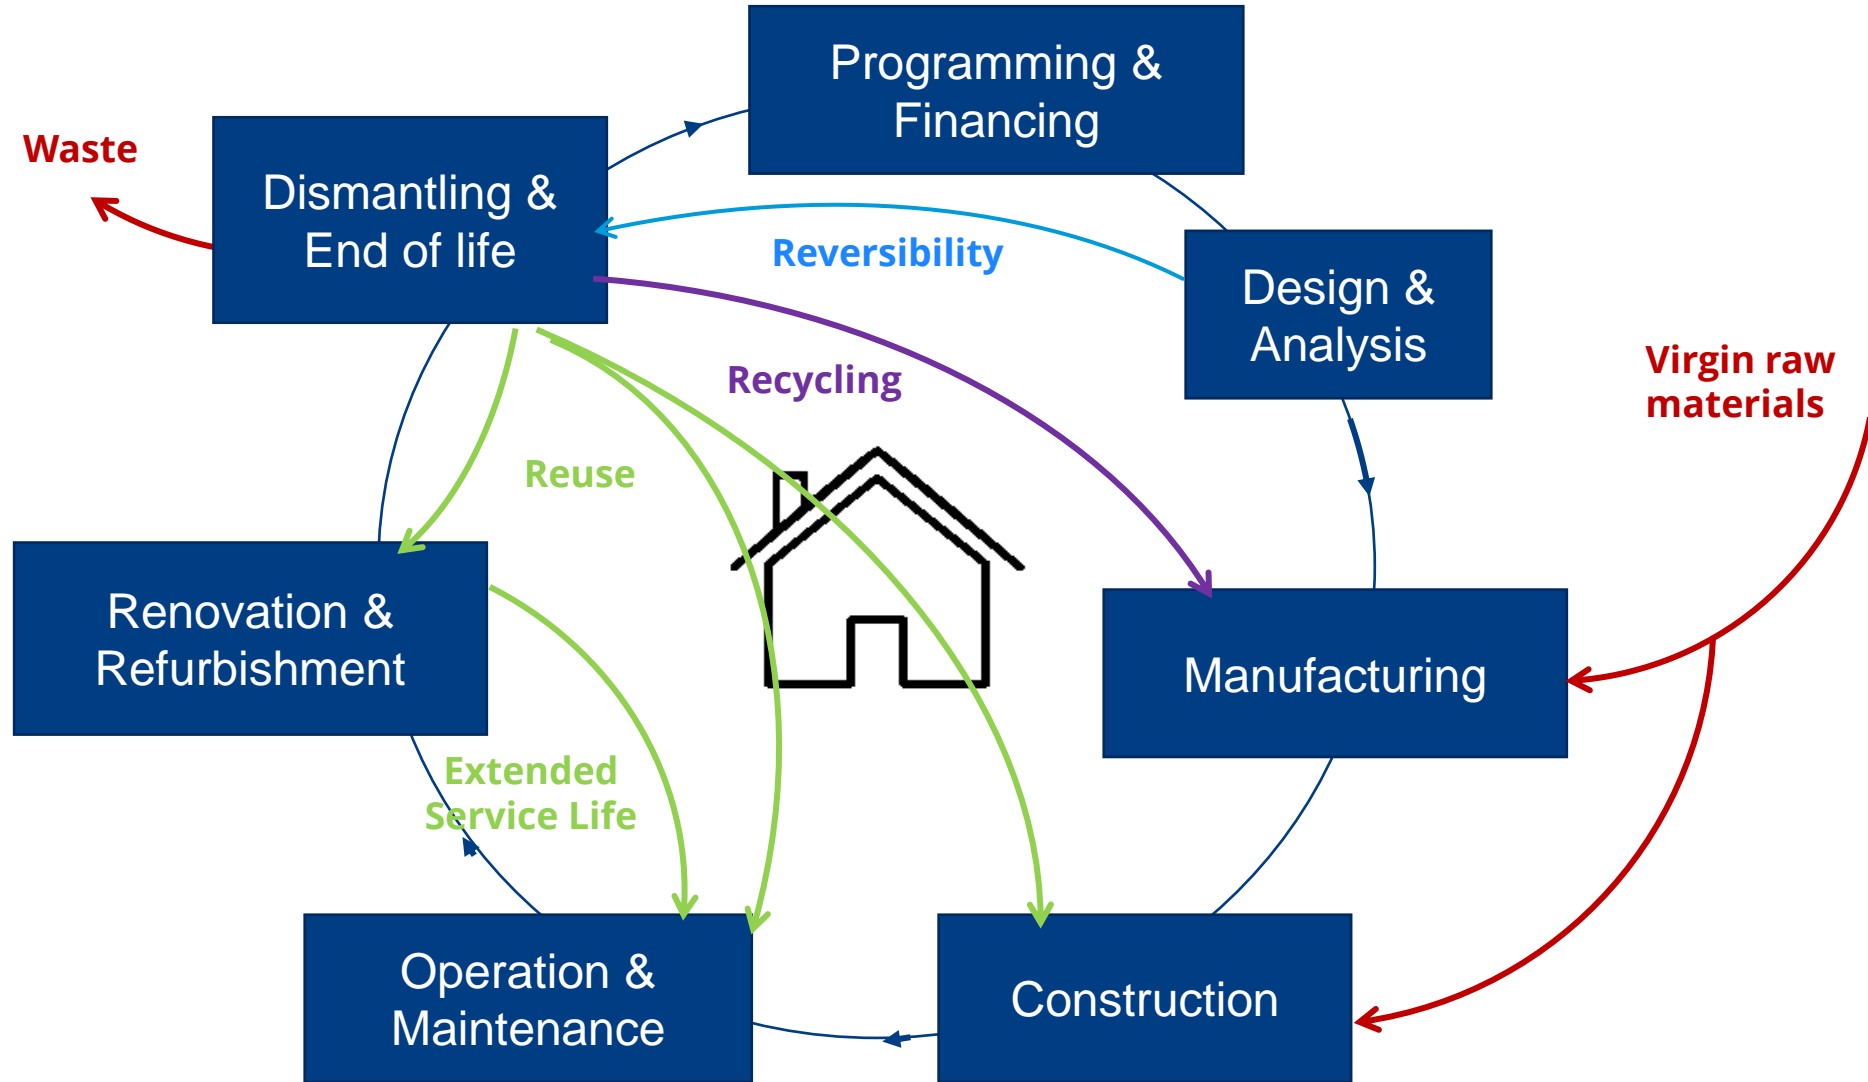 Programming &
Financing
Waste
Dismantling &
End of life
Reversibility
Design &
Analysis
Virgin raw
materials
Recycling
Reuse
Renovation &
Refurbishment
Manufacturing
Extended
Service Life
Operation &
Maintenance
Construction